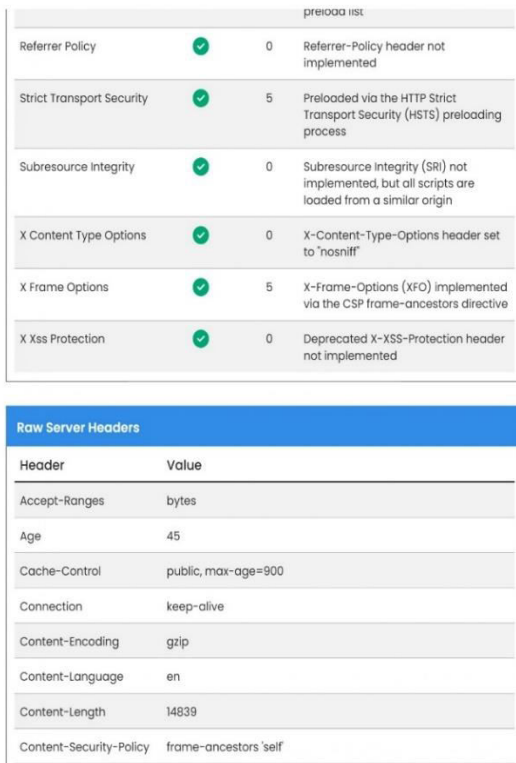 preload list
Referrer Policy 0 Referrer-Policy header not
implemented
Strict Transport Security 5 Preloaded via the HTTP Strict
Transport Security (HSTS) preloading
process
Subresource Integrity 0 Subresource Integrity (SRI) not
implemented, but all scripts are
loaded from a similar origin
X Content Type Options 0 X-Content-Type-Options header set
to "nosniff"
X Frame Options 5 X-Frame-Options (XFO) implemented
via the CSP frame-ancestors directive
X Xss Protection 0 Deprecated X-XSS-Protection header
not implemented
Raw Server Headers
Header Value
Accept-Ranges bytes
Age 45
Cache-Control public, max-age=900
Connection keep-alive
Content-Encoding gzip
Content-Language en
Content-Length 14839
Content-Security-Policy frame-ancestors 'self'